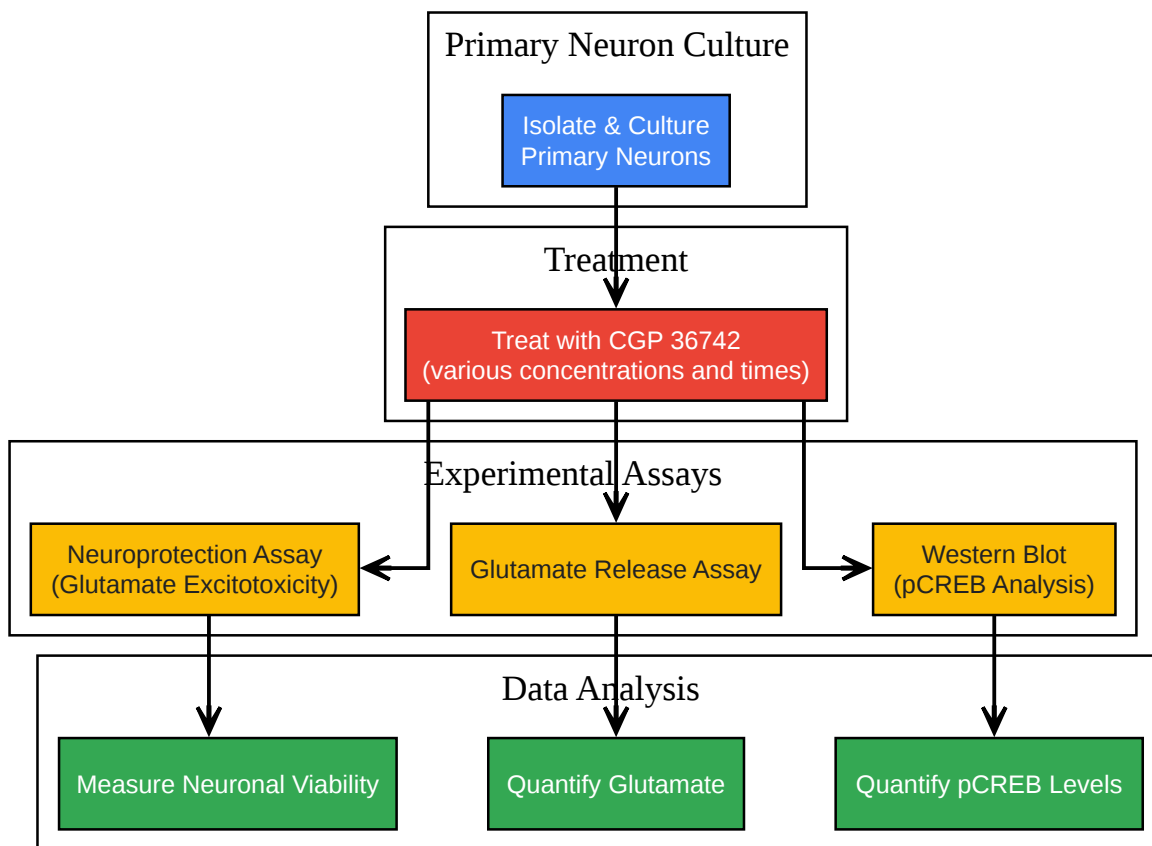 Primary Neuron Culture
Isolate & Culture
Primary Neurons
Treatment
Treat with CGP 36742
(various concentrations and times)
Experimental Assays
Neuroprotection Assay
(Glutamate Excitotoxicity)
Glutamate Release Assay
Western Blot
(pCREB Analysis)
Data Analysis
Measure Neuronal Viability
Quantify Glutamate
Quantify pCREB Levels